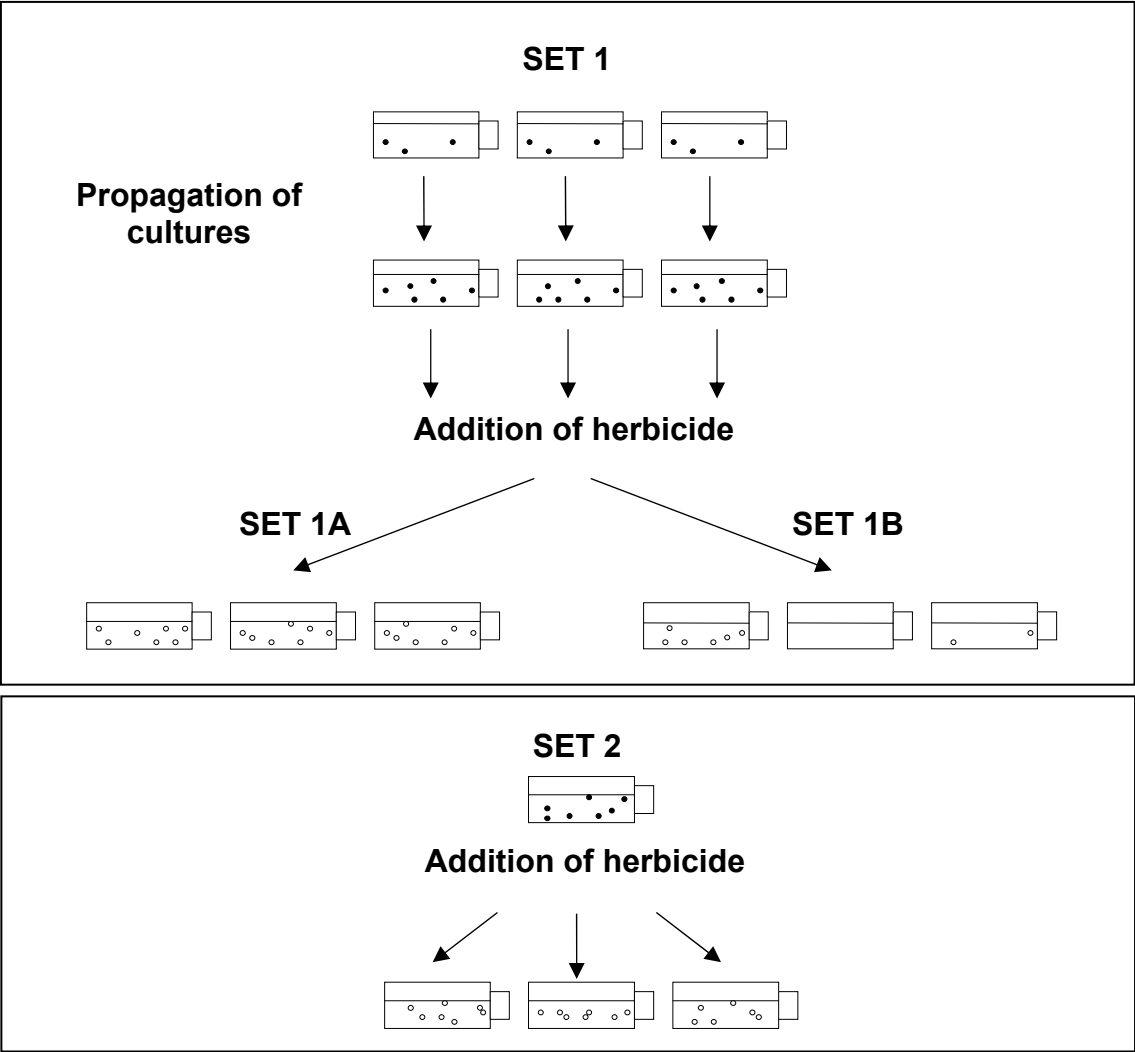 SET 1
Propagation of
cultures
Addition of herbicide
SET 1A
SET 1B
SET 2
Addition of herbicide